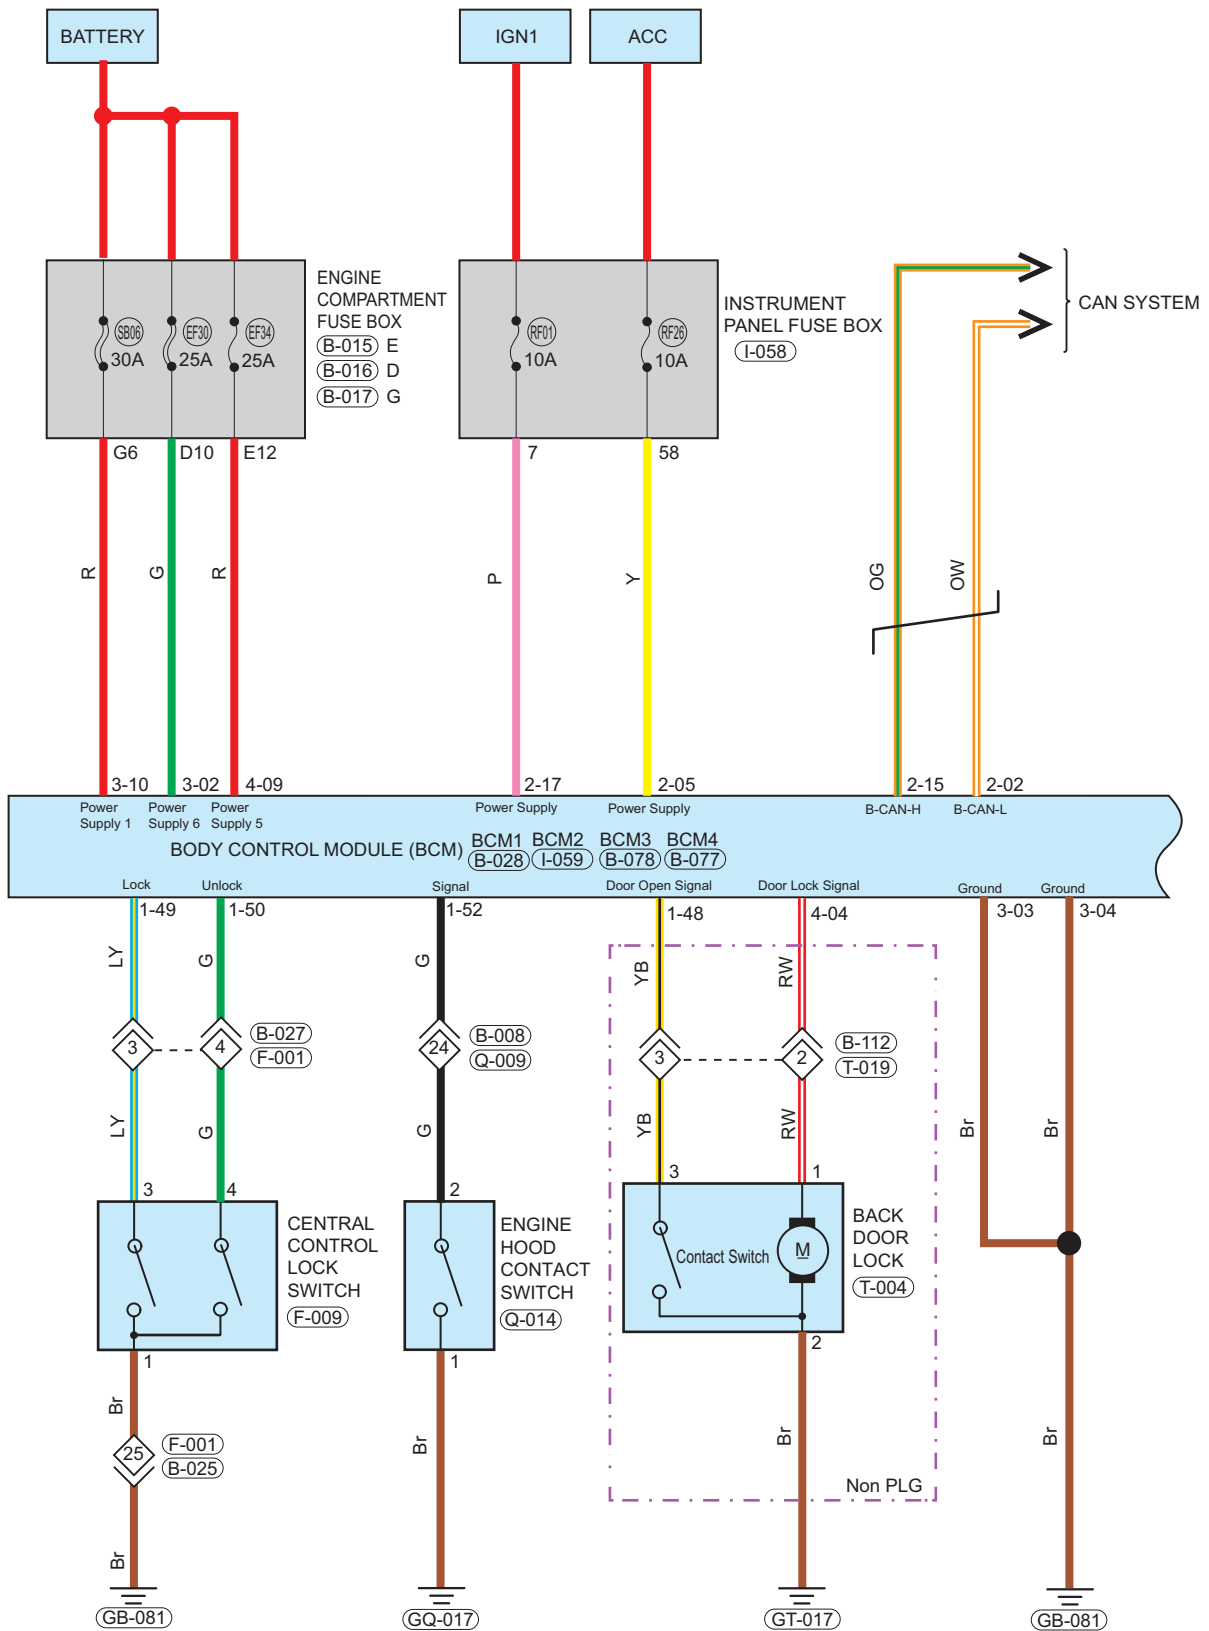 BATTERY
IGN1
ACC
SB06
30A
EF30
25A
EF34
25A
ENGINE
COMPARTMENT
FUSE BOX
B-015 E
B-016 D
B-017 G
RF01
10A
RF26
10A
INSTRUMENT
PANEL FUSE BOX
I-058
CAN SYSTEM
G6
D10
E12
7
58
R
G
R
P
Y
OG
OW
3-10
3-02
4-09
2-17
2-05
2-15
2-02
Power
Supply 1
Power
Supply 6
Power
Supply 5
Power Supply
Power Supply
B-CAN-H
B-CAN-L
BODY CONTROL MODULE (BCM)
BCM1
B-028
BCM2
I-059
BCM3
B-078
BCM4
B-077
Lock
Unlock
Signal
Door Open Signal
Door Lock Signal
Ground
Ground
1-49
1-50
1-52
1-48
4-04
3-03
3-04
LY
G
G
YB
RW
3
4
B-027
F-001
24
B-008
Q-009
3
2
B-112
T-019
LY
G
G
YB
RW
Br
Br
3
4
2
3
1
CENTRAL
CONTROL
LOCK
SWITCH
F-009
ENGINE
HOOD
CONTACT
SWITCH
Q-014
Contact Switch
M
BACK
DOOR
LOCK
T-004
1
1
2
Br
Br
Br
Br
25
F-001
B-025
Non PLG
Br
GB-081
GQ-017
GT-017
GB-081